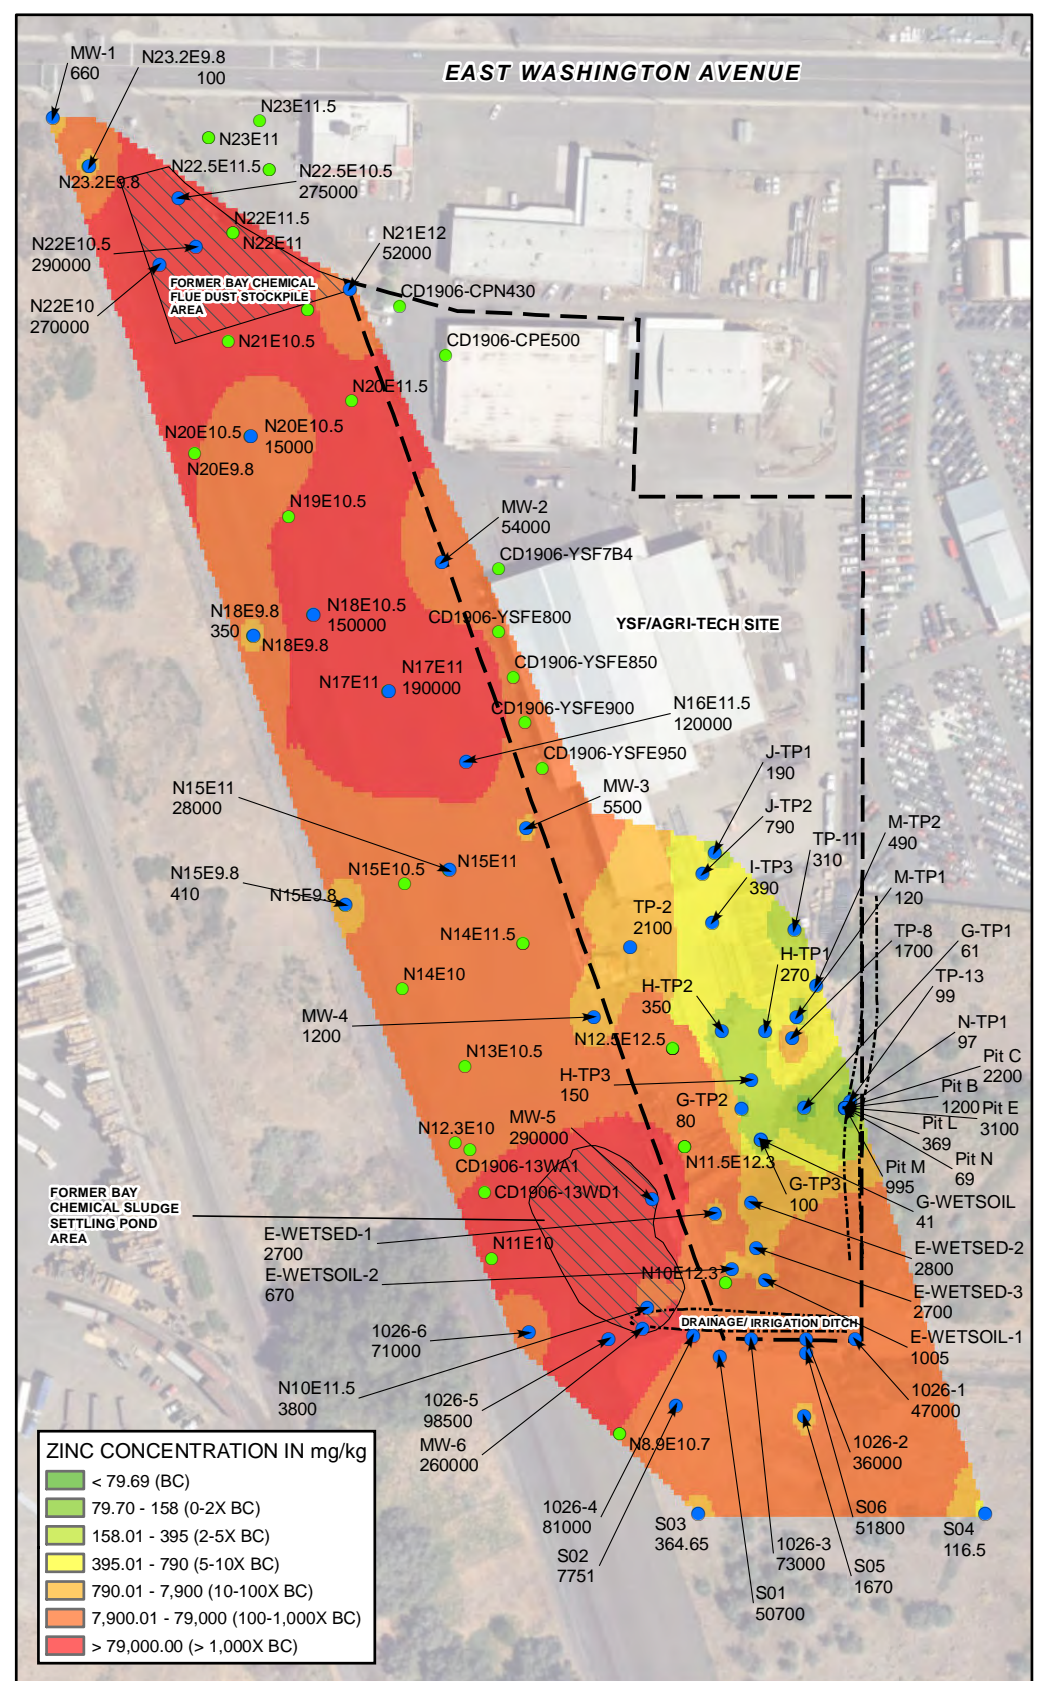 EAST WASHINGTON AVENUE
MW-1
660
N23.2E9.8
100
N23E11.5
N23E11
N22.5E11.5
N23.2E9.8
N22.5E10.5
275000
N22E11.5
N22E11
N21E12
52000
N22E10.5
290000
FORMER BAY CHEMICAL
FLUE DUST STOCKPILE
AREA
N22E10
270000
CD1906-CPN430
N21E10.5
CD1906-CPE500
N20E11.5
N20E10.5
N20E10.5
15000
N20E9.8
N19E10.5
MW-2
54000
CD1906-YSF7B4
N18E9.8
350
N18E9.8
N18E10.5
150000
CD1906-YSFE800
YSF/AGRI-TECH SITE
CD1906-YSFE850
N17E11
N17E11
190000
CD1906-YSFE900
N16E11.5
120000
CD1906-YSFE950
J-TP1
190
N15E11
28000
MW-3
5500
J-TP2
790
TP-11
310
M-TP2
490
N15E11
I-TP3
390
M-TP1
120
N15E9.8
410
N15E9.8
N15E10.5
TP-2
2100
TP-8
1700
G-TP1
61
N14E11.5
H-TP1
270
TP-13
99
N14E10
H-TP2
350
MW-4
1200
N12.5E12.5
N-TP1
97
Pit C
2200
N13E10.5
H-TP3
150
Pit B
1200
Pit E
3100
MW-5
290000
G-TP2
80
Pit L
369
N12.3E10
CD1906-13WA1
N11.5E12.3
Pit M
995
Pit N
69
CD1906-13WD1
G-TP3
100
G-WETSOIL
41
FORMER BAY
CHEMICAL SLUDGE
SETTLING POND
AREA
E-WETSED-1
2700
E-WETSED-2
2800
N11E10
E-WETSOIL-2
670
N10E12.3
E-WETSED-3
2700
DRAINAGE/ IRRIGATION DITCH
E-WETSOIL-1
1005
1026-6
71000
N10E11.5
3800
1026-5
98500
1026-1
47000
MW-6
260000
N8.9E10.7
1026-2
36000
1026-4
81000
S03
364.65
S06
51800
S04
116.5
S02
7751
1026-3
73000
S05
1670
S01
50700
ZINC CONCENTRATION IN mg/kg
< 79.69 (BC)
79.70 - 158 (0-2X BC)
158.01 - 395 (2-5X BC)
395.01 - 790 (5-10X BC)
790.01 - 7,900 (10-100X BC)
7,900.01 - 79,000 (100-1,000X BC)
> 79,000.00 (> 1,000X BC)